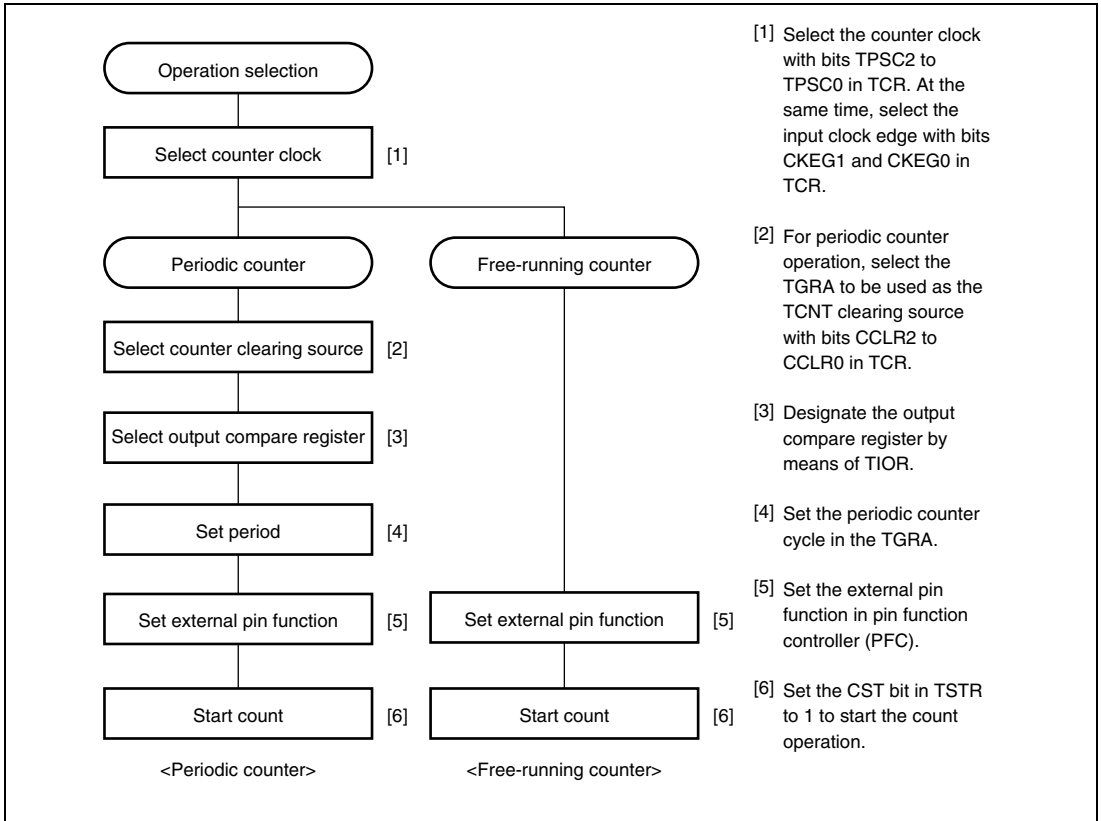 Operation selection
Select counter clock
[1]
Periodic counter
Free-running counter
Select counter clearing source
[2]
Select output compare register
[3]
Set period
[4]
Set external pin function
[5]
Set external pin function
[5]
Start count
[6]
Start count
[6]
<Periodic counter>
<Free-running counter>
[1] Select the counter clock
with bits TPSC2 to
TPSC0 in TCR. At the
same time, select the
input clock edge with bits
CKEG1 and CKEG0 in
TCR.
[2] For periodic counter
operation, select the
TGRA to be used as the
TCNT clearing source
with bits CCLR2 to
CCLR0 in TCR.
[3] Designate the output
compare register by
means of TIOR.
[4] Set the periodic counter
cycle in the TGRA.
[5] Set the external pin
function in pin function
controller (PFC).
[6] Set the CST bit in TSTR
to 1 to start the count
operation.